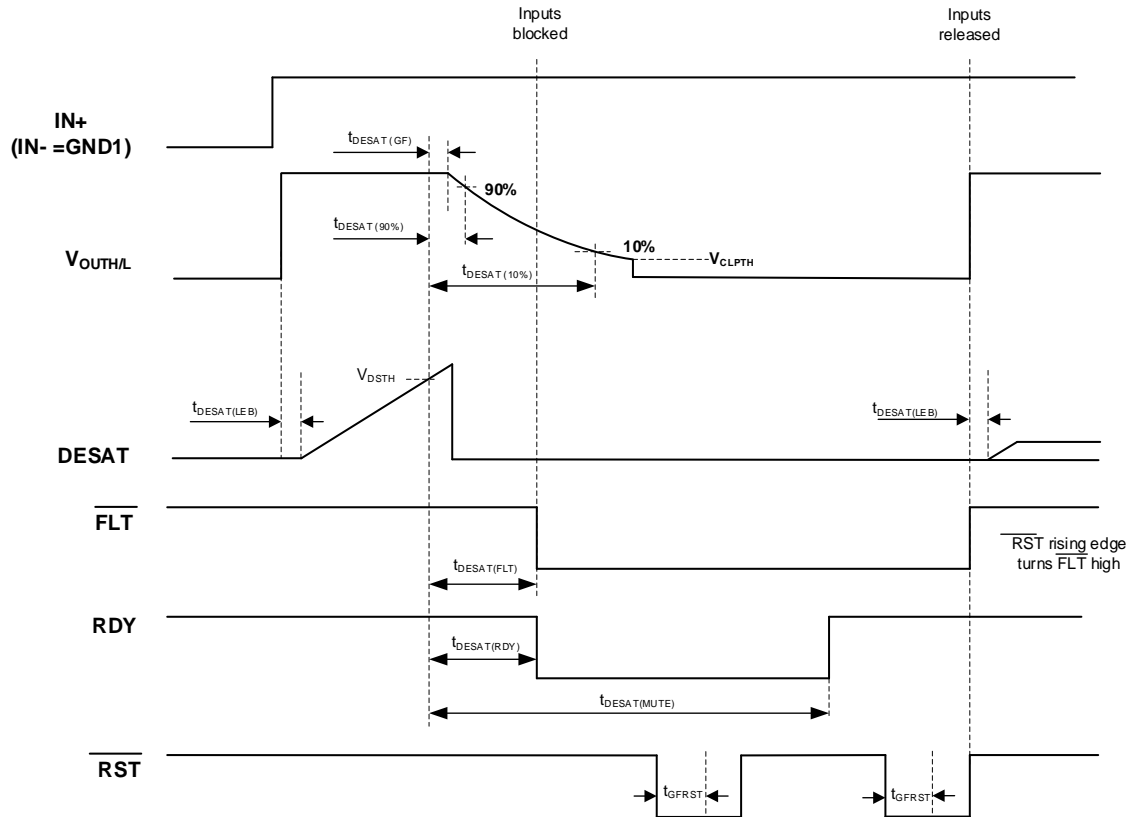 Inputs
blocked
Inputs
released
IN+
(IN- =GND1)
tDESAT(GF)
90%
tDESAT(90%)
VOUTH/L
10%
VCLPTH
tDESAT(10%)
VDSTH
tDESAT(LEB)
tDESAT(LEB)
DESAT
FLT
RST rising edge
turns FLT high
tDESAT(FLT)
RDY
tDESAT(RDY)
tDESAT(MUTE)
RST
tGFRST
tGFRST